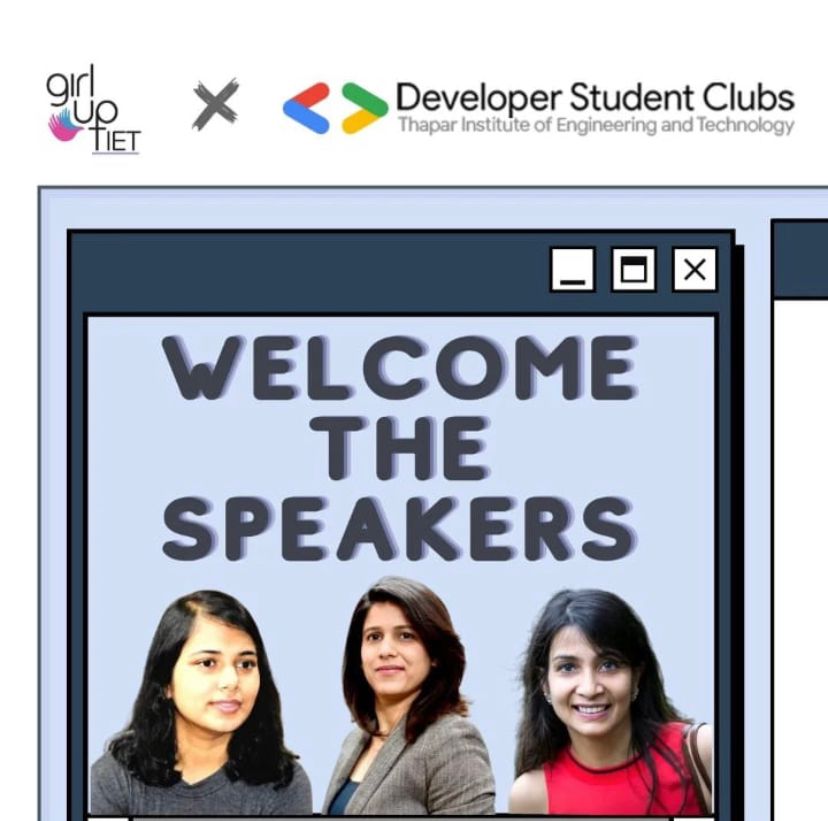 girl
up
TIET
Developer Student Clubs
Thapar Institute of Engineering and Technology
WELCOME
THE
SPEAKERS